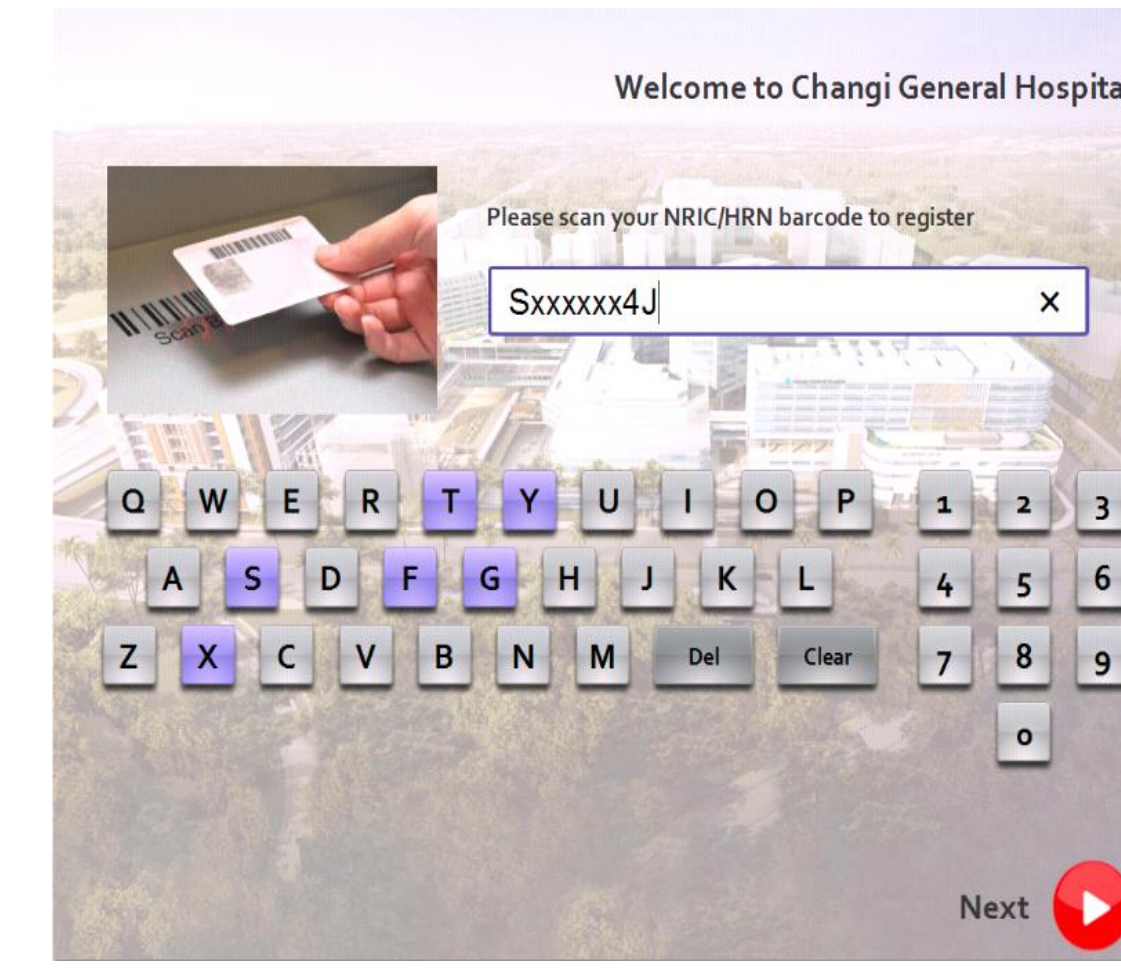 Welcome to Changi General Hospita
Please scan your NRIC/HRN barcode to register
Sxxxxxx4J ×
Scan B
Q W E R T Y U I O P 1 2 3
A S D F G H J K L 4 5 6
Z X C V B N M Del Clear 7 8 9
0
Next